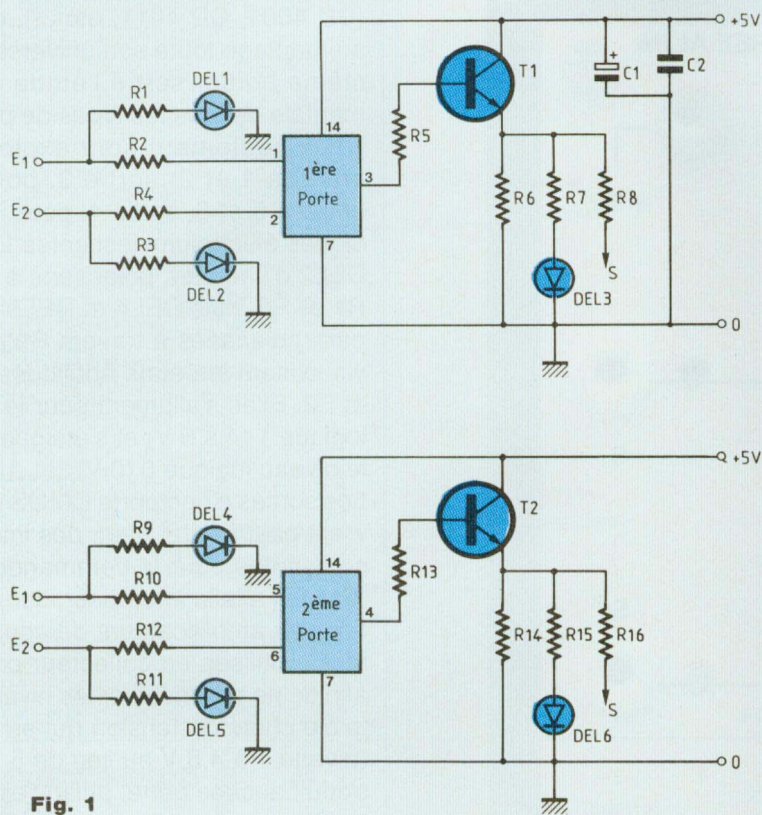 +5V
T1
+
C1
C2
DEL1
R1
R5
14
E1
R2
1
1ère
Porte
3
R6
R7
R8
E2
R4
2
R3
7
S
DEL2
DEL3
0
+5V
T2
DEL4
R9
14
R13
E1
R10
5
2ème
Porte
4
R14
R15
R16
E2
R12
6
R11
7
S
DEL5
DEL6
0
Fig. 1